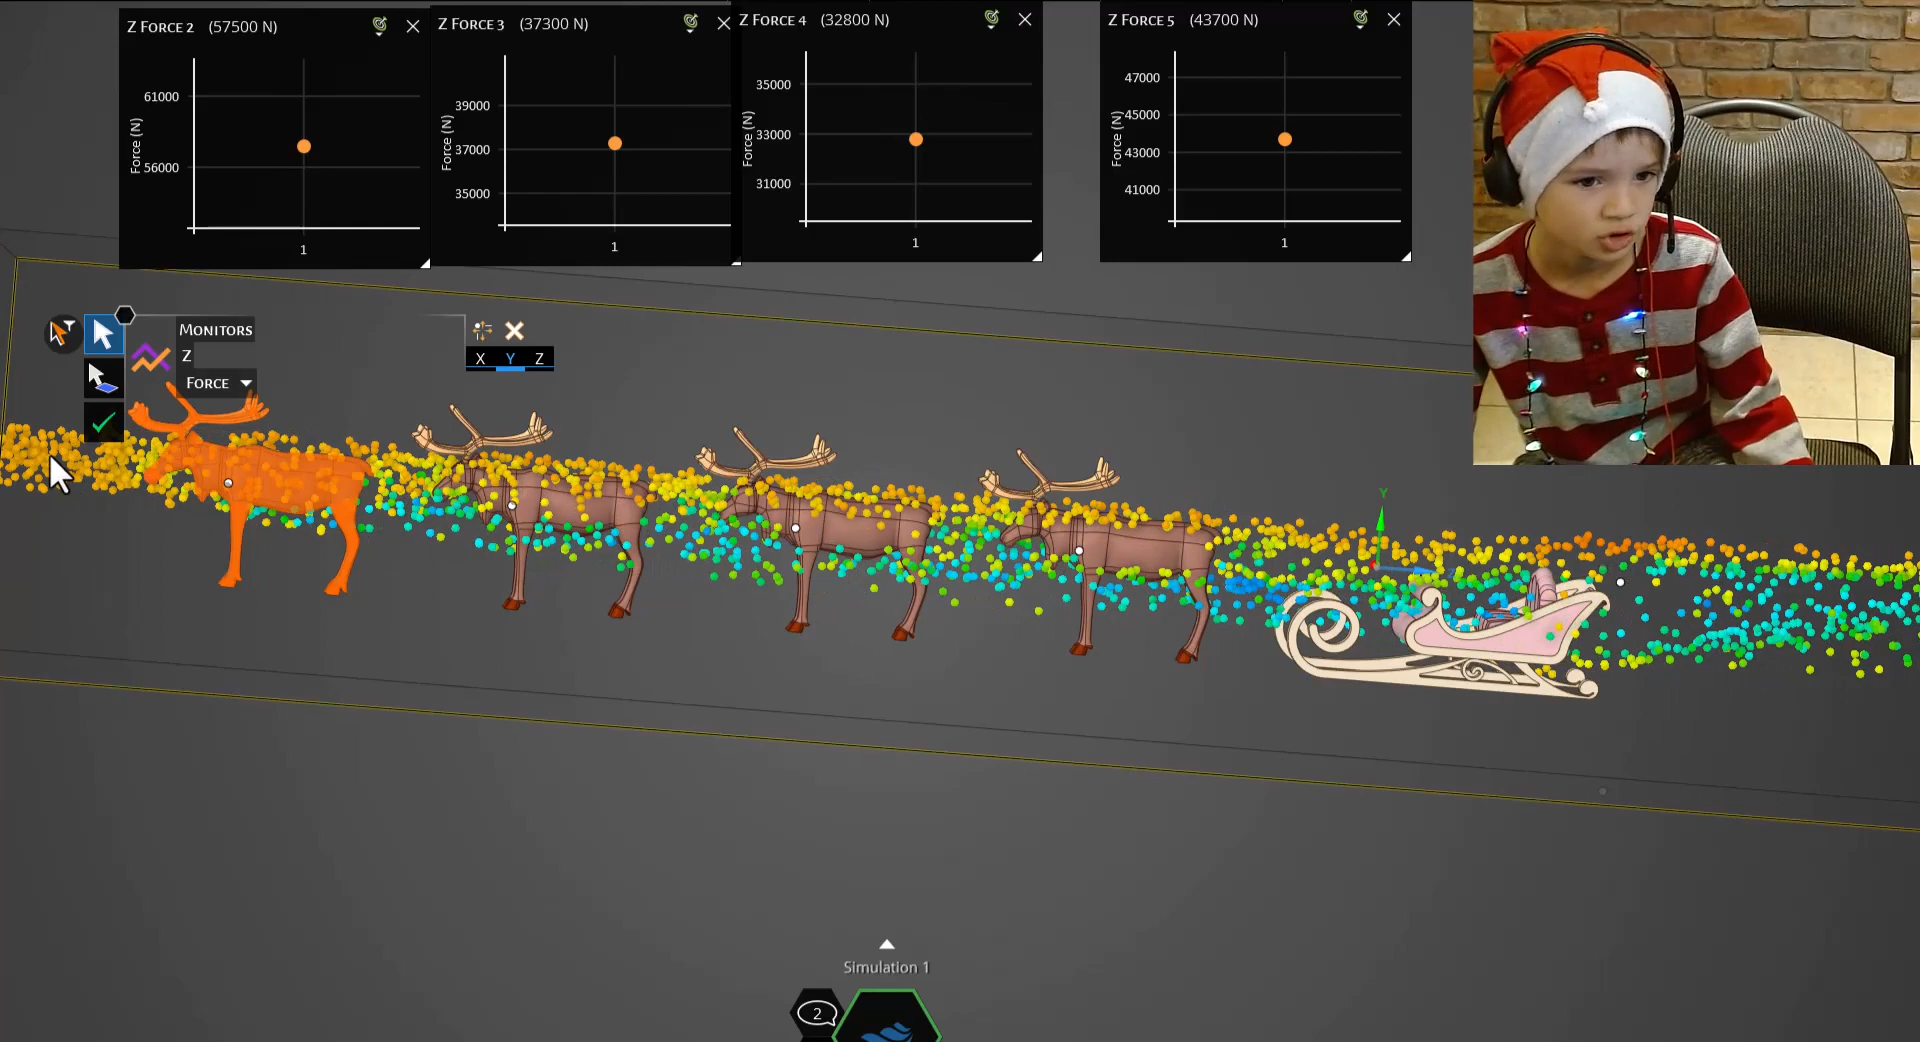 Z FORCE 2 (57500 N)
Force (N)
61000
56000
1
Z FORCE 3 (37300 N)
Force (N)
39000
37000
35000
1
Z FORCE 4 (32800 N)
Force (N)
35000
33000
31000
1
Z FORCE 5 (43700 N)
Force (N)
47000
45000
43000
41000
1
MONITORS
Z
FORCE
X Y Z
Y
Simulation 1
2